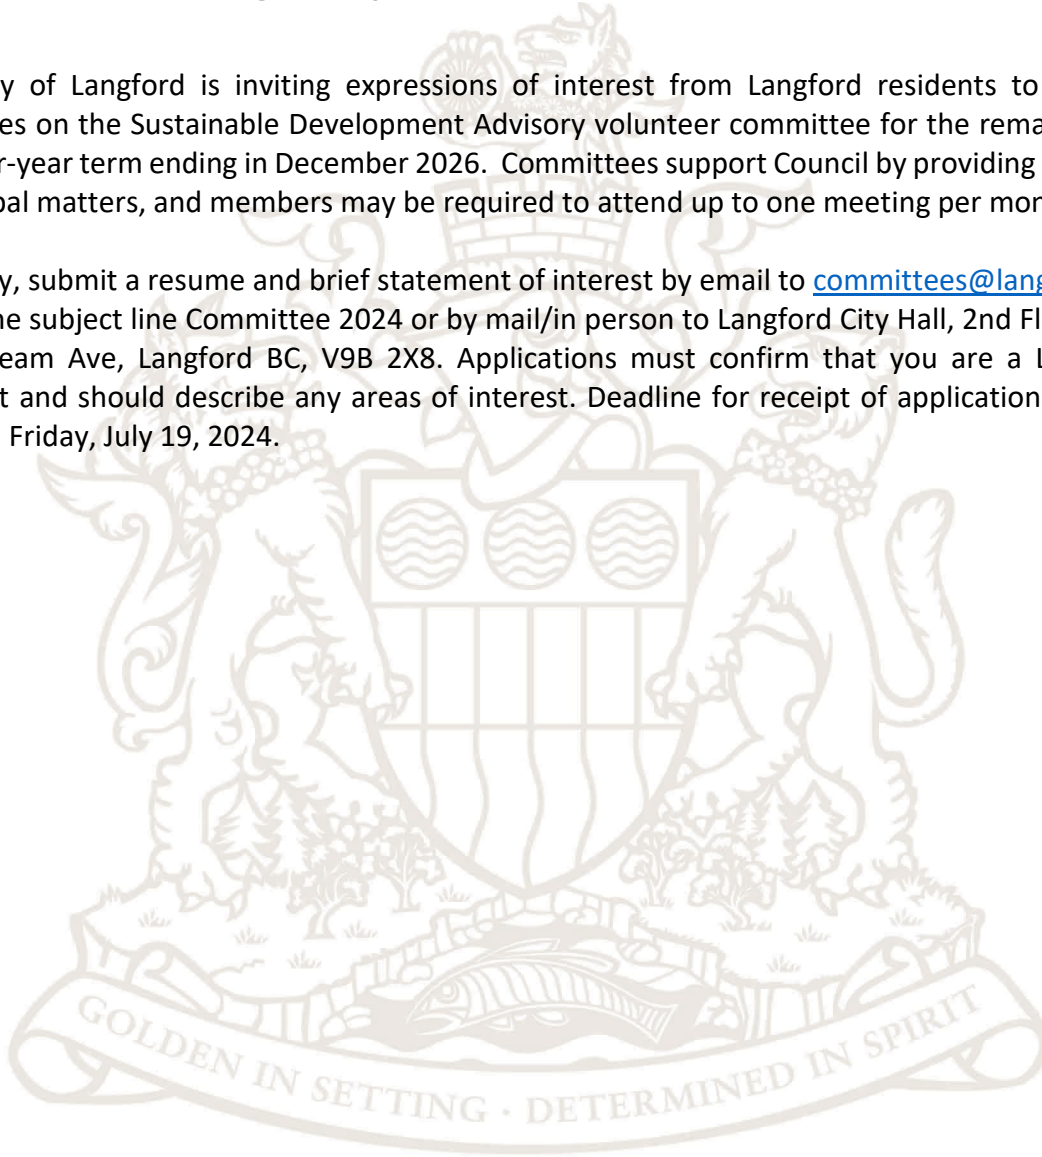 y of Langford is inviting expressions of interest from Langford residents to
es on the Sustainable Development Advisory volunteer committee for the rema
r-year term ending in December 2026. Committees support Council by providing
pal matters, and members may be required to attend up to one meeting per mon
y, submit a resume and brief statement of interest by email to committees@lang
he subject line Committee 2024 or by mail/in person to Langford City Hall, 2nd Fl
eam Ave, Langford BC, V9B 2X8. Applications must confirm that you are a L
t and should describe any areas of interest. Deadline for receipt of application
Friday, July 19, 2024.
GOLDEN IN SETTING · DETERMINED IN SPIRIT